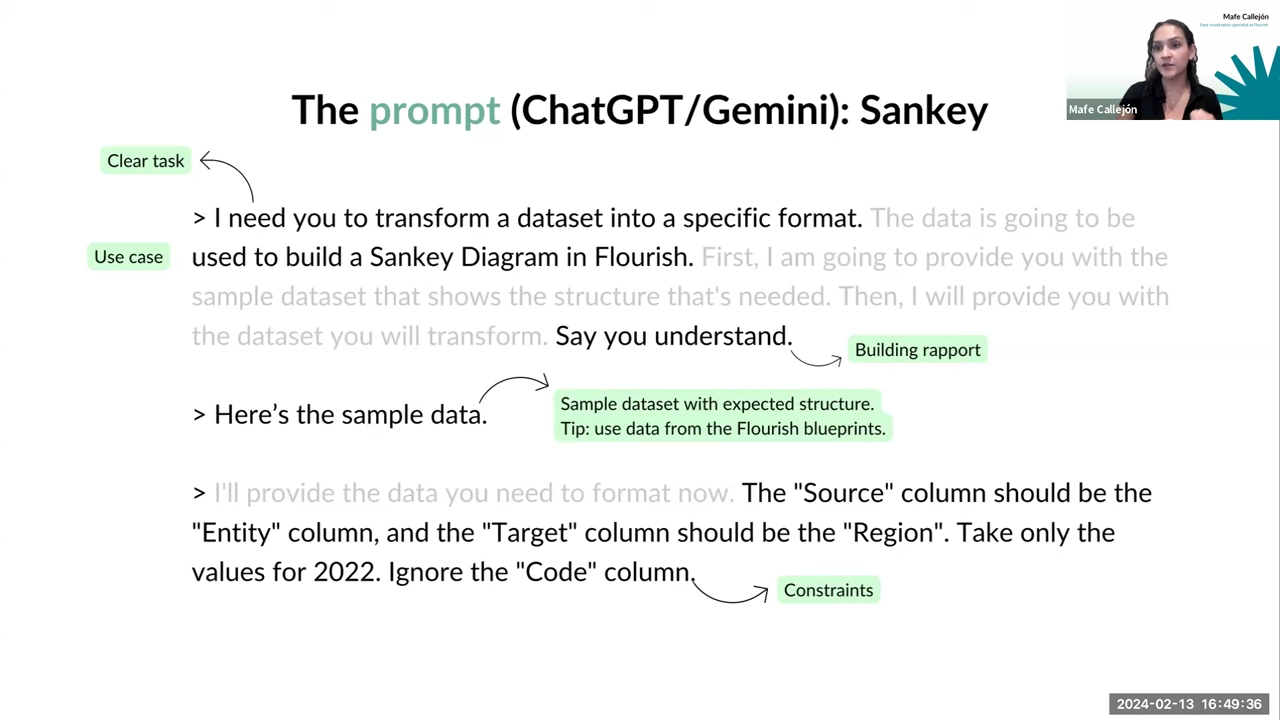 Mafe Callejón
Data visualisation specialist at Flourish
Mafe Callejón
The prompt (ChatGPT/Gemini): Sankey
Clear task
> I need you to transform a dataset into a specific format. The data is going to be
Use case
used to build a Sankey Diagram in Flourish. First, I am going to provide you with the
sample dataset that shows the structure that's needed. Then, I will provide you with
the dataset you will transform. Say you understand.
Building rapport
> Here’s the sample data.
Sample dataset with expected structure.
Tip: use data from the Flourish blueprints.
> I'll provide the data you need to format now. The "Source" column should be the
"Entity" column, and the "Target" column should be the "Region". Take only the
values for 2022. Ignore the "Code" column.
Constraints
2024-02-13 16:49:36